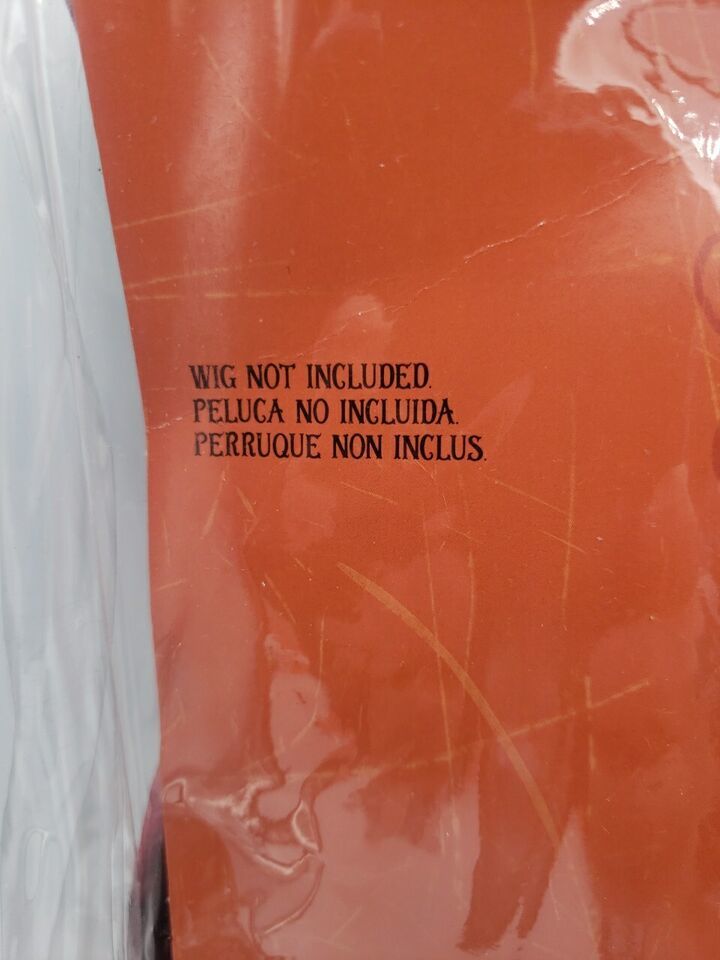 WIG NOT INCLUDED.
PELUCA NO INCLUIDA.
PERRUQUE NON INCLUS.